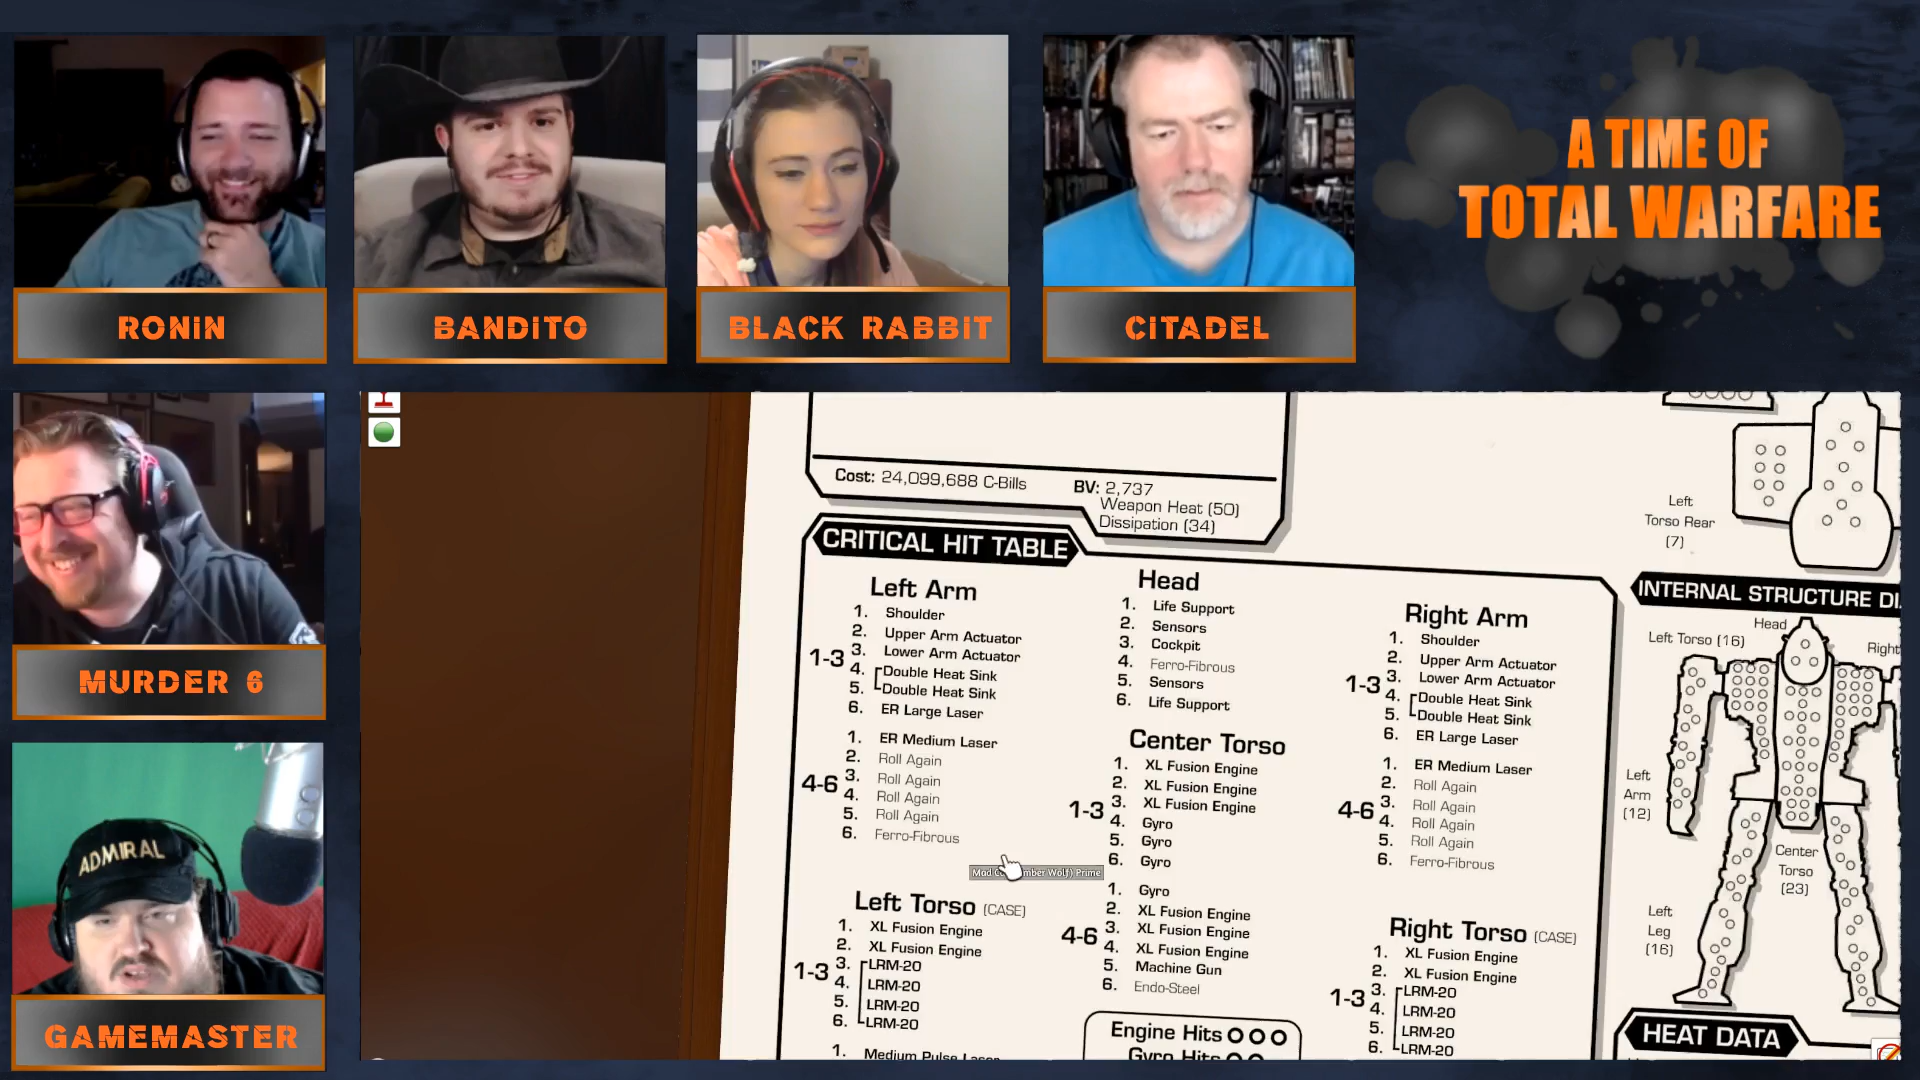 A TIME OF
TOTAL WARFARE
RONIN
BANDITO
BLACK RABBIT
CITADEL
MURDER 6
ADMIRAL
GAMEMASTER
Cost: 24,099,688 C-Bills
BV: 2,737
Weapon Heat (50)
Dissipation (34)
CRITICAL HIT TABLE
Left Arm
1-3
1. Shoulder
2. Upper Arm Actuator
3. Lower Arm Actuator
4. Double Heat Sink
5. Double Heat Sink
6. ER Large Laser
4-6
1. ER Medium Laser
2. Roll Again
3. Roll Again
4. Roll Again
5. Roll Again
6. Ferro-Fibrous
Left Torso (CASE)
1-3
1. XL Fusion Engine
2. XL Fusion Engine
3. LRM-20
4. LRM-20
5. LRM-20
6. LRM-20
1. Medium Pulse Laser
Head
1. Life Support
2. Sensors
3. Cockpit
4. Ferro-Fibrous
5. Sensors
6. Life Support
Center Torso
1-3
1. XL Fusion Engine
2. XL Fusion Engine
3. XL Fusion Engine
4. Gyro
5. Gyro
6. Gyro
4-6
1. Gyro
2. XL Fusion Engine
3. XL Fusion Engine
4. XL Fusion Engine
5. Machine Gun
6. Endo-Steel
Engine Hits
Gyro Hits
Right Arm
1-3
1. Shoulder
2. Upper Arm Actuator
3. Lower Arm Actuator
4. Double Heat Sink
5. Double Heat Sink
6. ER Large Laser
4-6
1. ER Medium Laser
2. Roll Again
3. Roll Again
4. Roll Again
5. Roll Again
6. Ferro-Fibrous
Right Torso (CASE)
1-3
1. XL Fusion Engine
2. XL Fusion Engine
3. LRM-20
4. LRM-20
5. LRM-20
6. LRM-20
Left
Torso Rear
(7)
INTERNAL STRUCTURE DI
Head
Left Torso (16)
Right
Left
Arm
(12)
Center
Torso
(23)
Left
Leg
(16)
HEAT DATA
Wolf) Prime